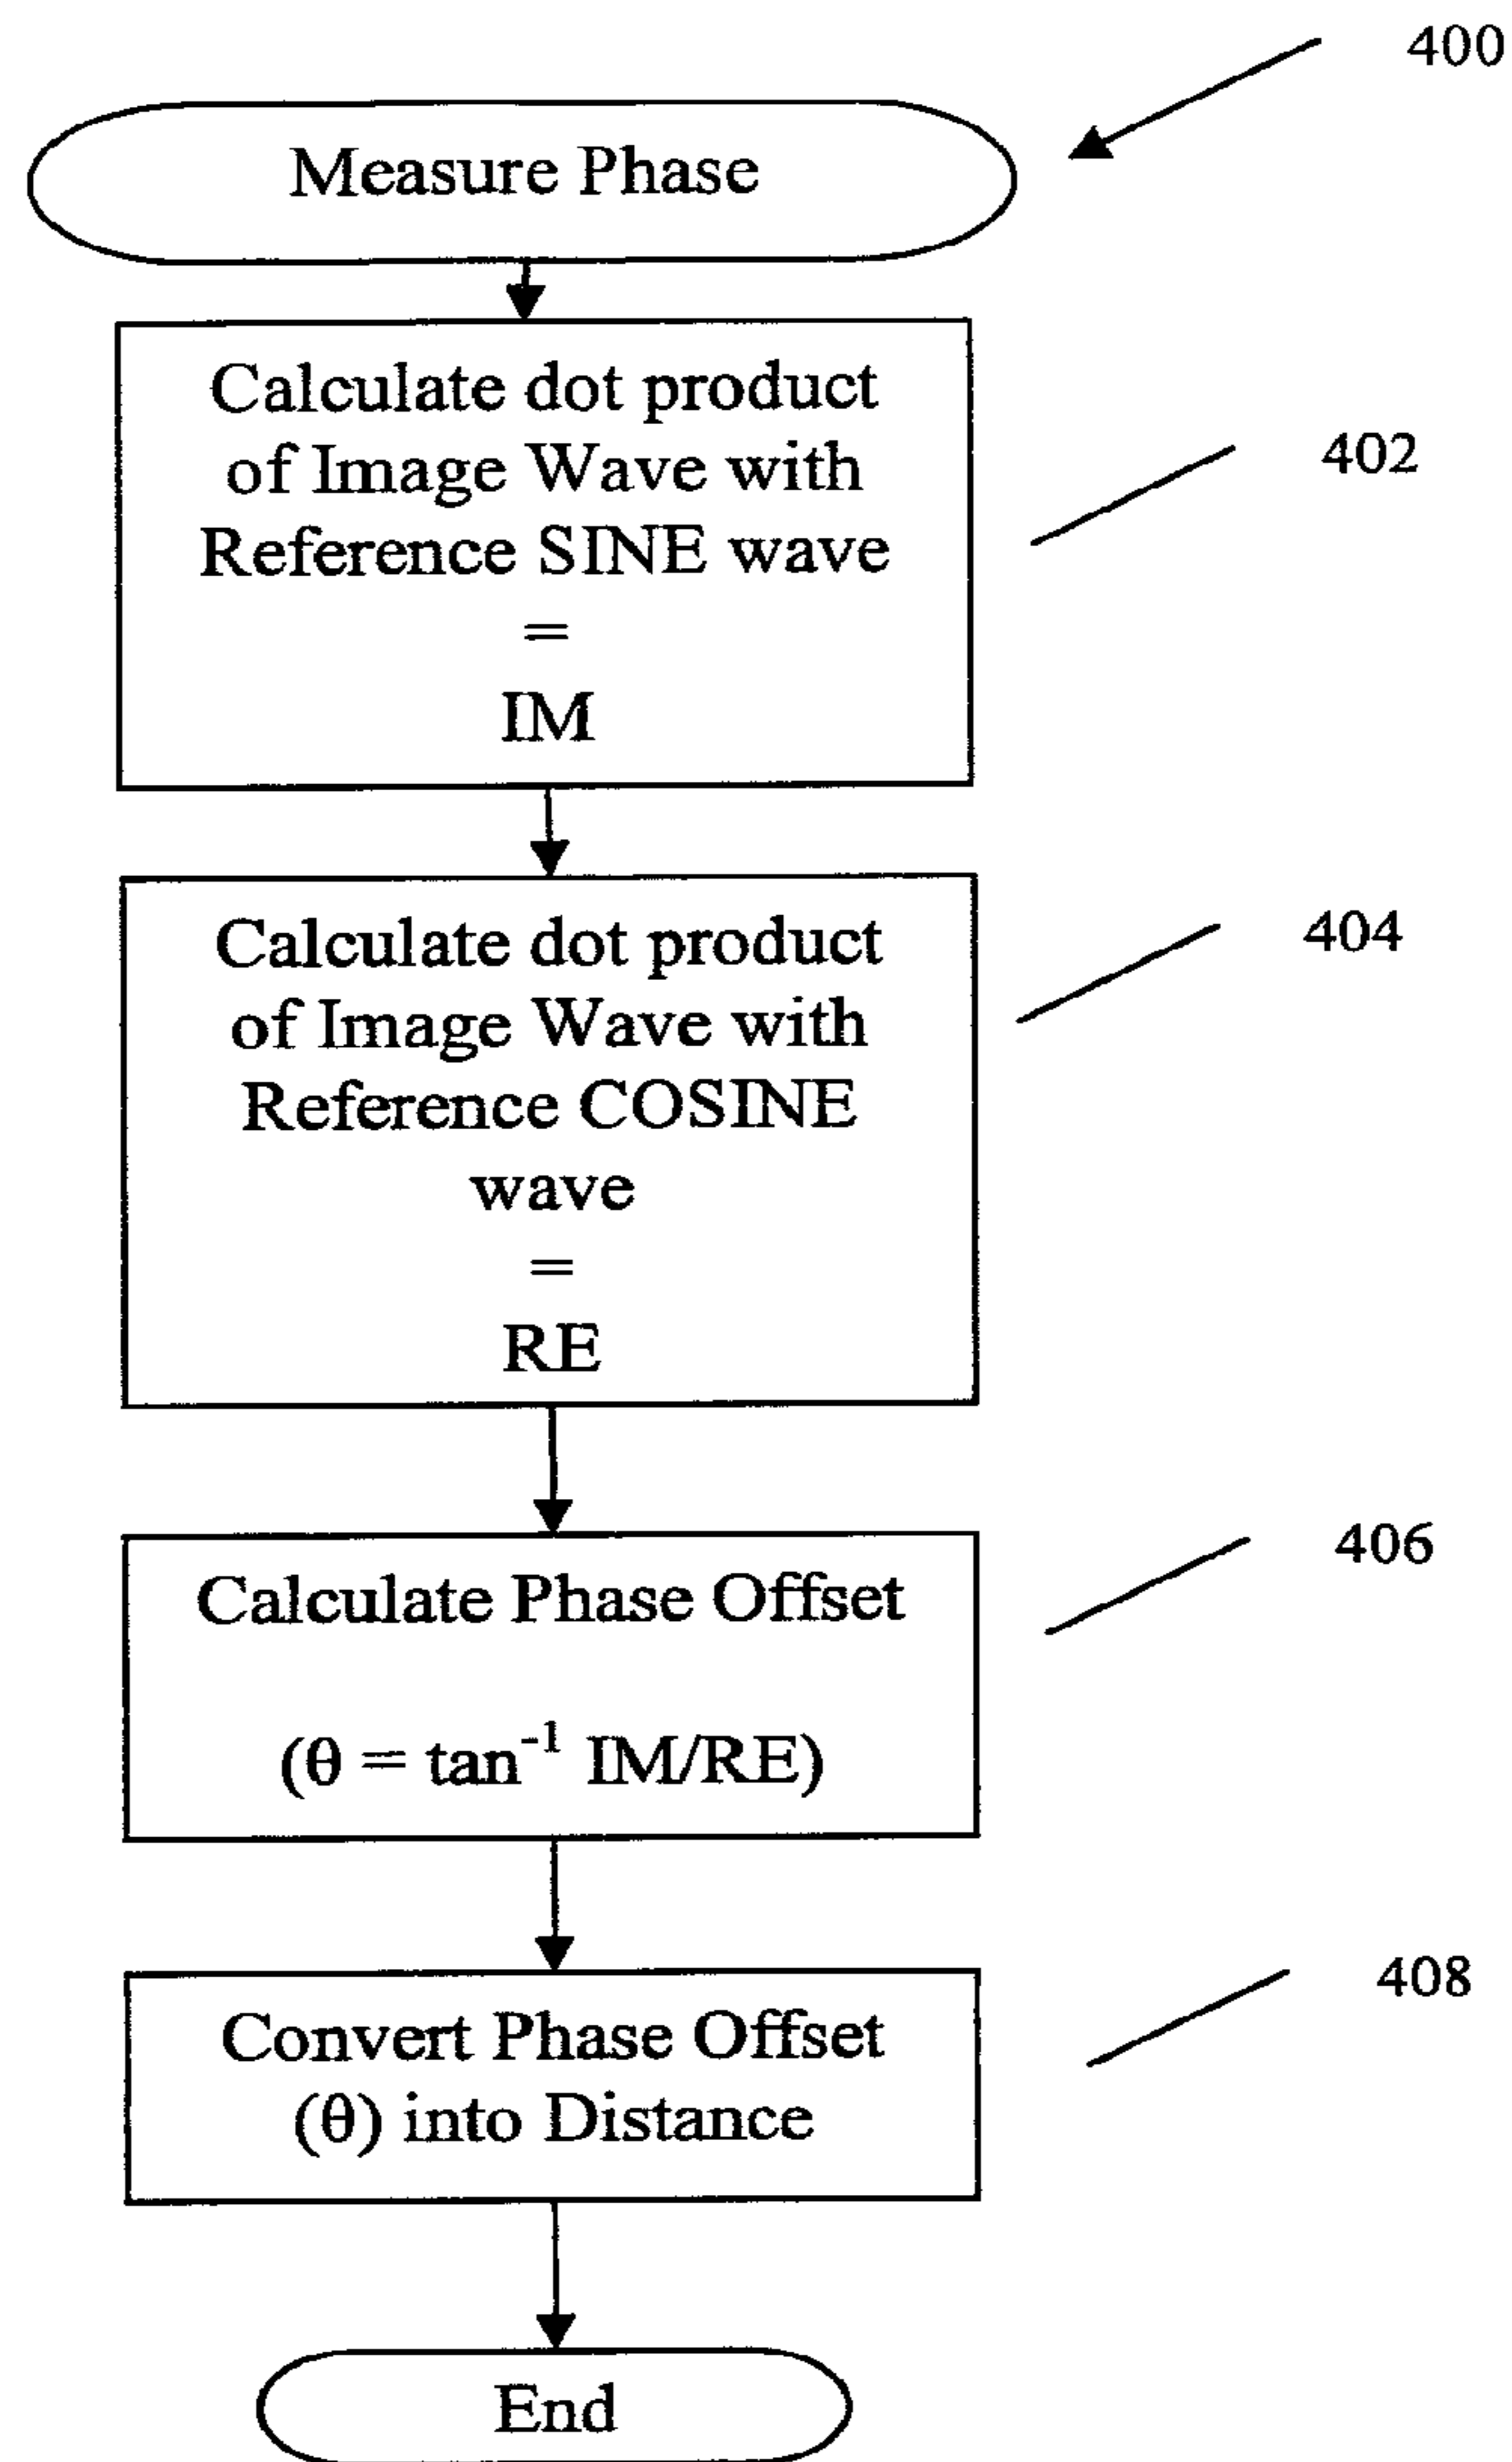 400
Measure Phase
Calculate dot product
of Image Wave with
Reference SINE wave
=
IM
402
Calculate dot product
of Image Wave with
Reference COSINE
wave
=
RE
404
Calculate Phase Offset
(θ = tan⁻¹ IM/RE)
406
Convert Phase Offset
(θ) into Distance
408
End